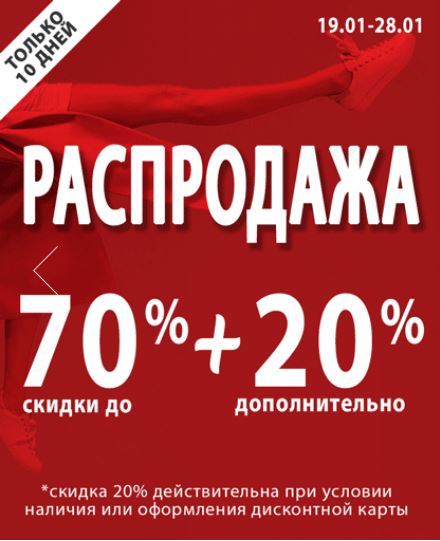 ТОЛЬКО
10 ДНЕЙ
19.01-28.01
РАСПРОДАЖА
70% + 20%
скидки до дополнительно
*скидка 20% действительна при условии
наличия или оформления дисконтной карты